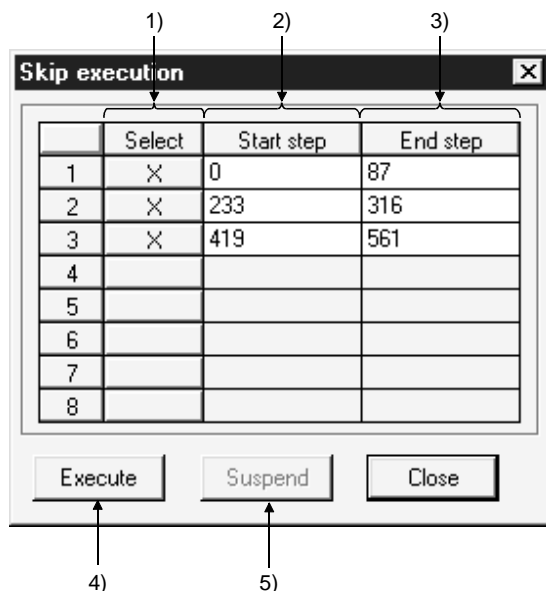 1) 2) 3)
Skip execution
Select Start step End step
1 X 0 87
2 X 233 316
3 X 419 561
4
5
6
7
8
Execute Suspend Close
4) 5)